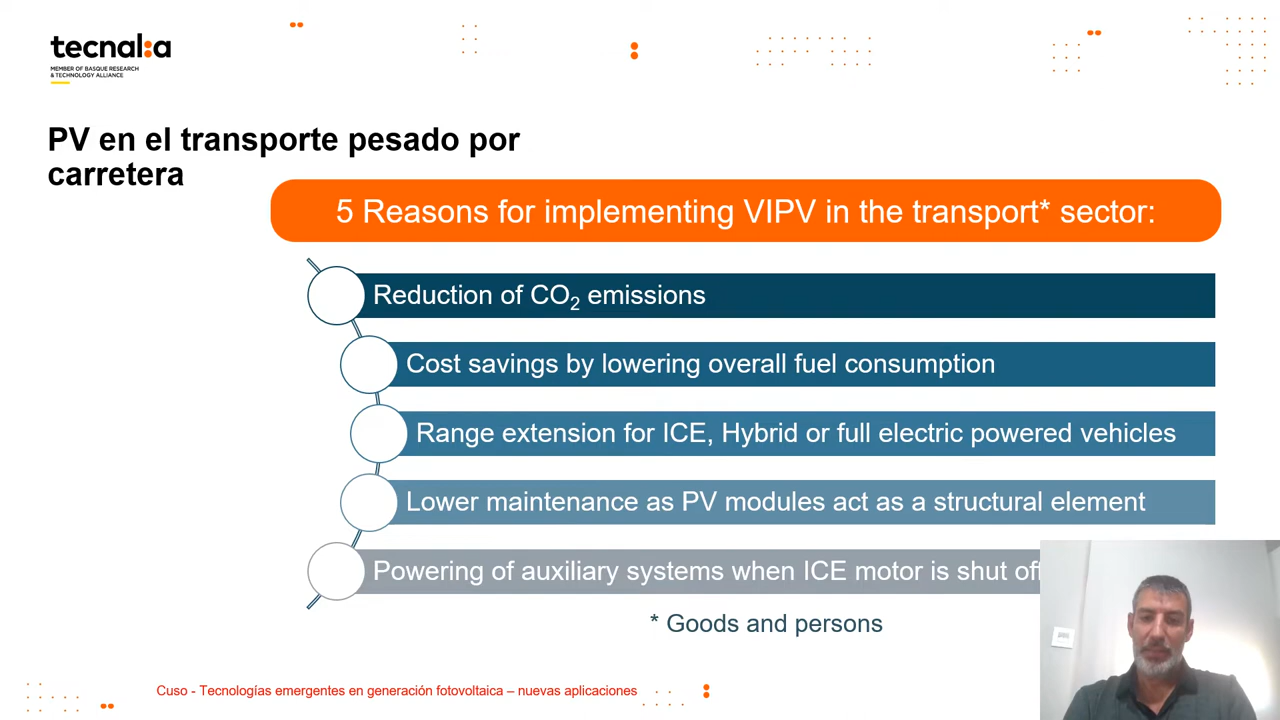 tecnalia
MEMBER OF BASQUE RESEARCH
& TECHNOLOGY ALLIANCE
PV en el transporte pesado por
carretera
5 Reasons for implementing VIPV in the transport* sector:
Reduction of CO₂ emissions
Cost savings by lowering overall fuel consumption
Range extension for ICE, Hybrid or full electric powered vehicles
Lower maintenance as PV modules act as a structural element
Powering of auxiliary systems when ICE motor is shut off
* Goods and persons
Cuso - Tecnologías emergentes en generación fotovoltaica – nuevas aplicaciones